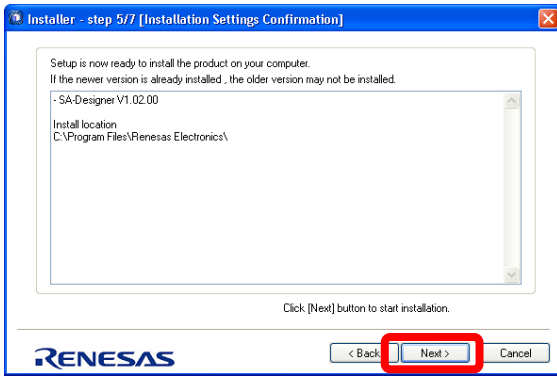 Installer - step 5/7 [Installation Settings Confirmation]
Setup is now ready to install the product on your computer.
If the newer version is already installed , the older version may not be installed.
- SA-Designer V1.02.00
Install location
C:\Program Files\Renesas Electronics\
Click [Next] button to start installation.
RENESAS
< Back
Next >
Cancel